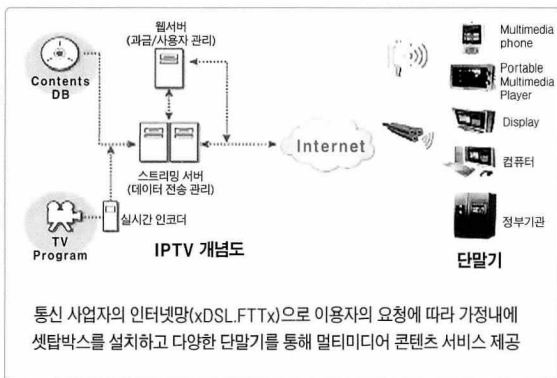 웹서버
(과금/사용자 관리)
Contents
DB
스트리밍 서버
(데이터 전송 관리)
실시간 인코더
TV
Program
IPTV 개념도
Internet
Multimedia
phone
Portable
Multimedia
Player
Display
컴퓨터
정부기관
단말기
통신 사업자의 인터넷망(xDSL.FTTx)으로 이용자의 요청에 따라 가정내에
셋탑박스를 설치하고 다양한 단말기를 통해 멀티미디어 콘텐츠 서비스 제공